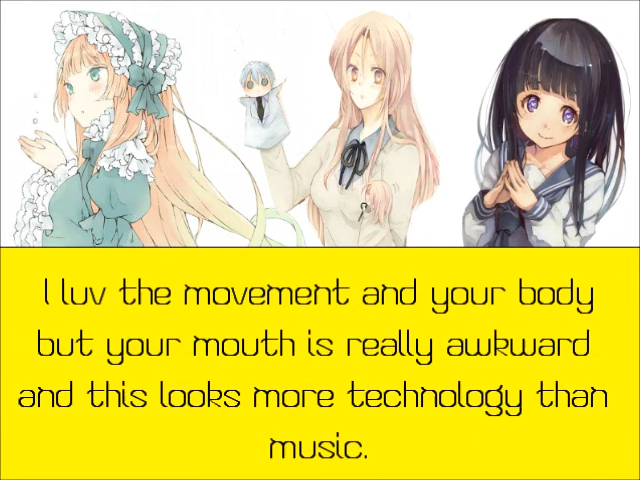 I luv the movement and your body
but your mouth is really awkward
and this looks more technology than
music.